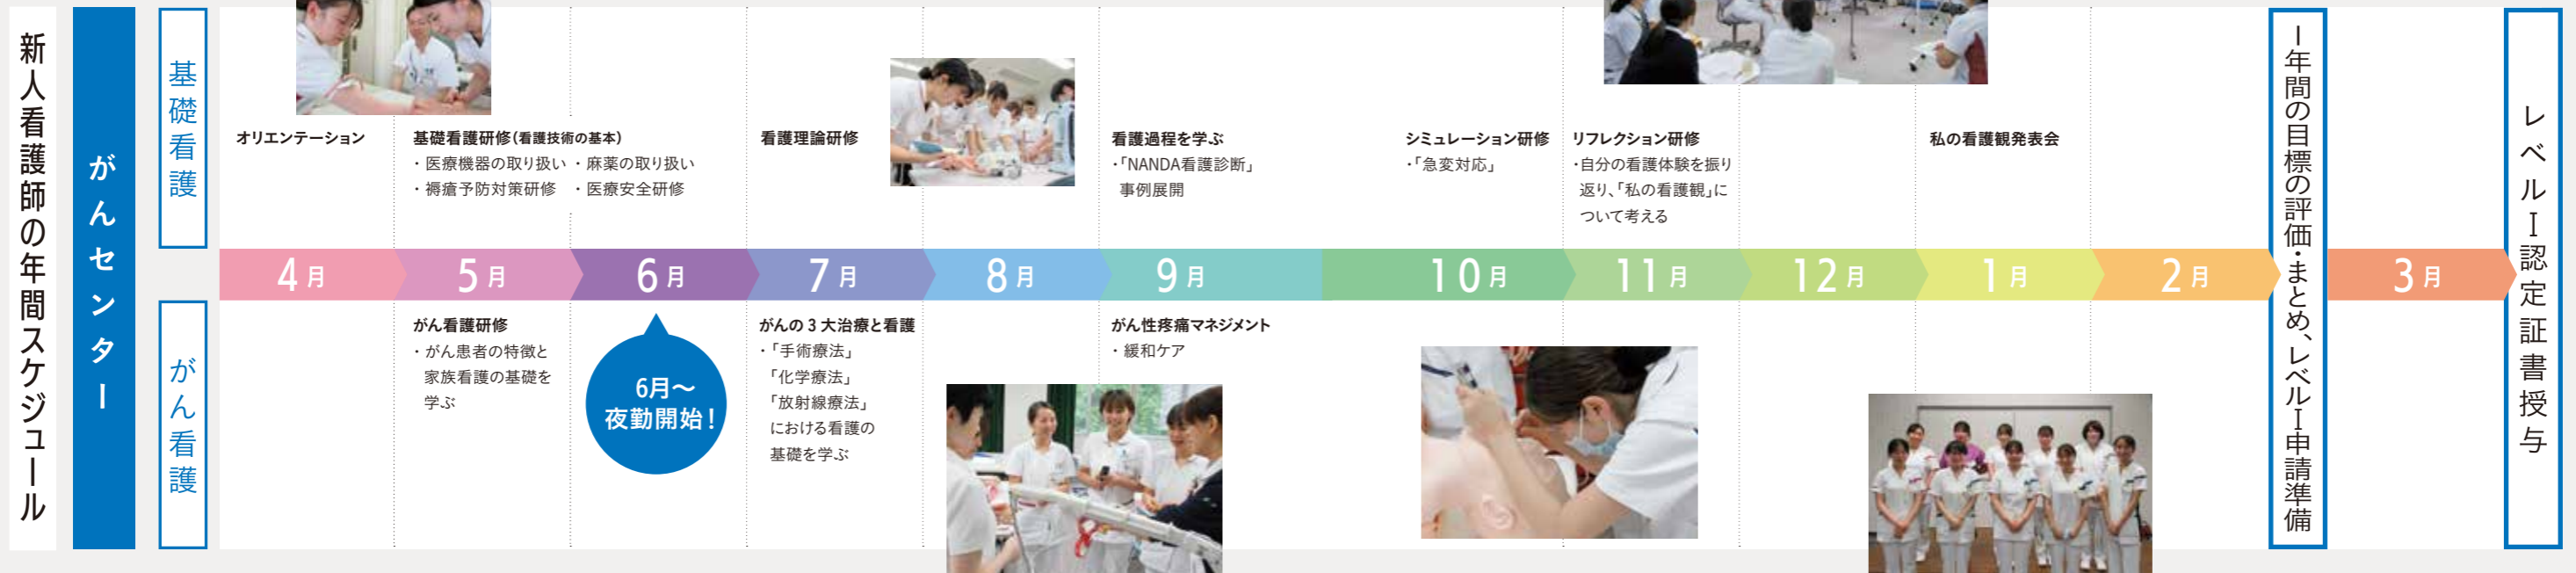 新人看護師の年間スケジュール
がんセンター
基礎看護
オリエンテーション
基礎看護研修(看護技術の基本)
・医療機器の取り扱い ・麻薬の取り扱い
・褥瘡予防対策研修 ・医療安全研修
看護理論研修
看護過程を学ぶ
・「NANDA看護診断」
事例展開
シミュレーション研修
・「急変対応」
リフレクション研修
・自分の看護体験を振り
返り、「私の看護観」に
ついて考える
私の看護観発表会
4月
5月
6月
7月
8月
9月
10月
11月
12月
1月
2月
3月
がん看護
がん看護研修
・がん患者の特徴と
家族看護の基礎を
学ぶ
6月～
夜勤開始!
がんの3大治療と看護
・「手術療法」
「化学療法」
「放射線療法」
における看護の
基礎を学ぶ
がん性疼痛マネジメント
・緩和ケア
1年間の目標の評価・まとめ、レベルI申請準備
レベルI認定証書授与